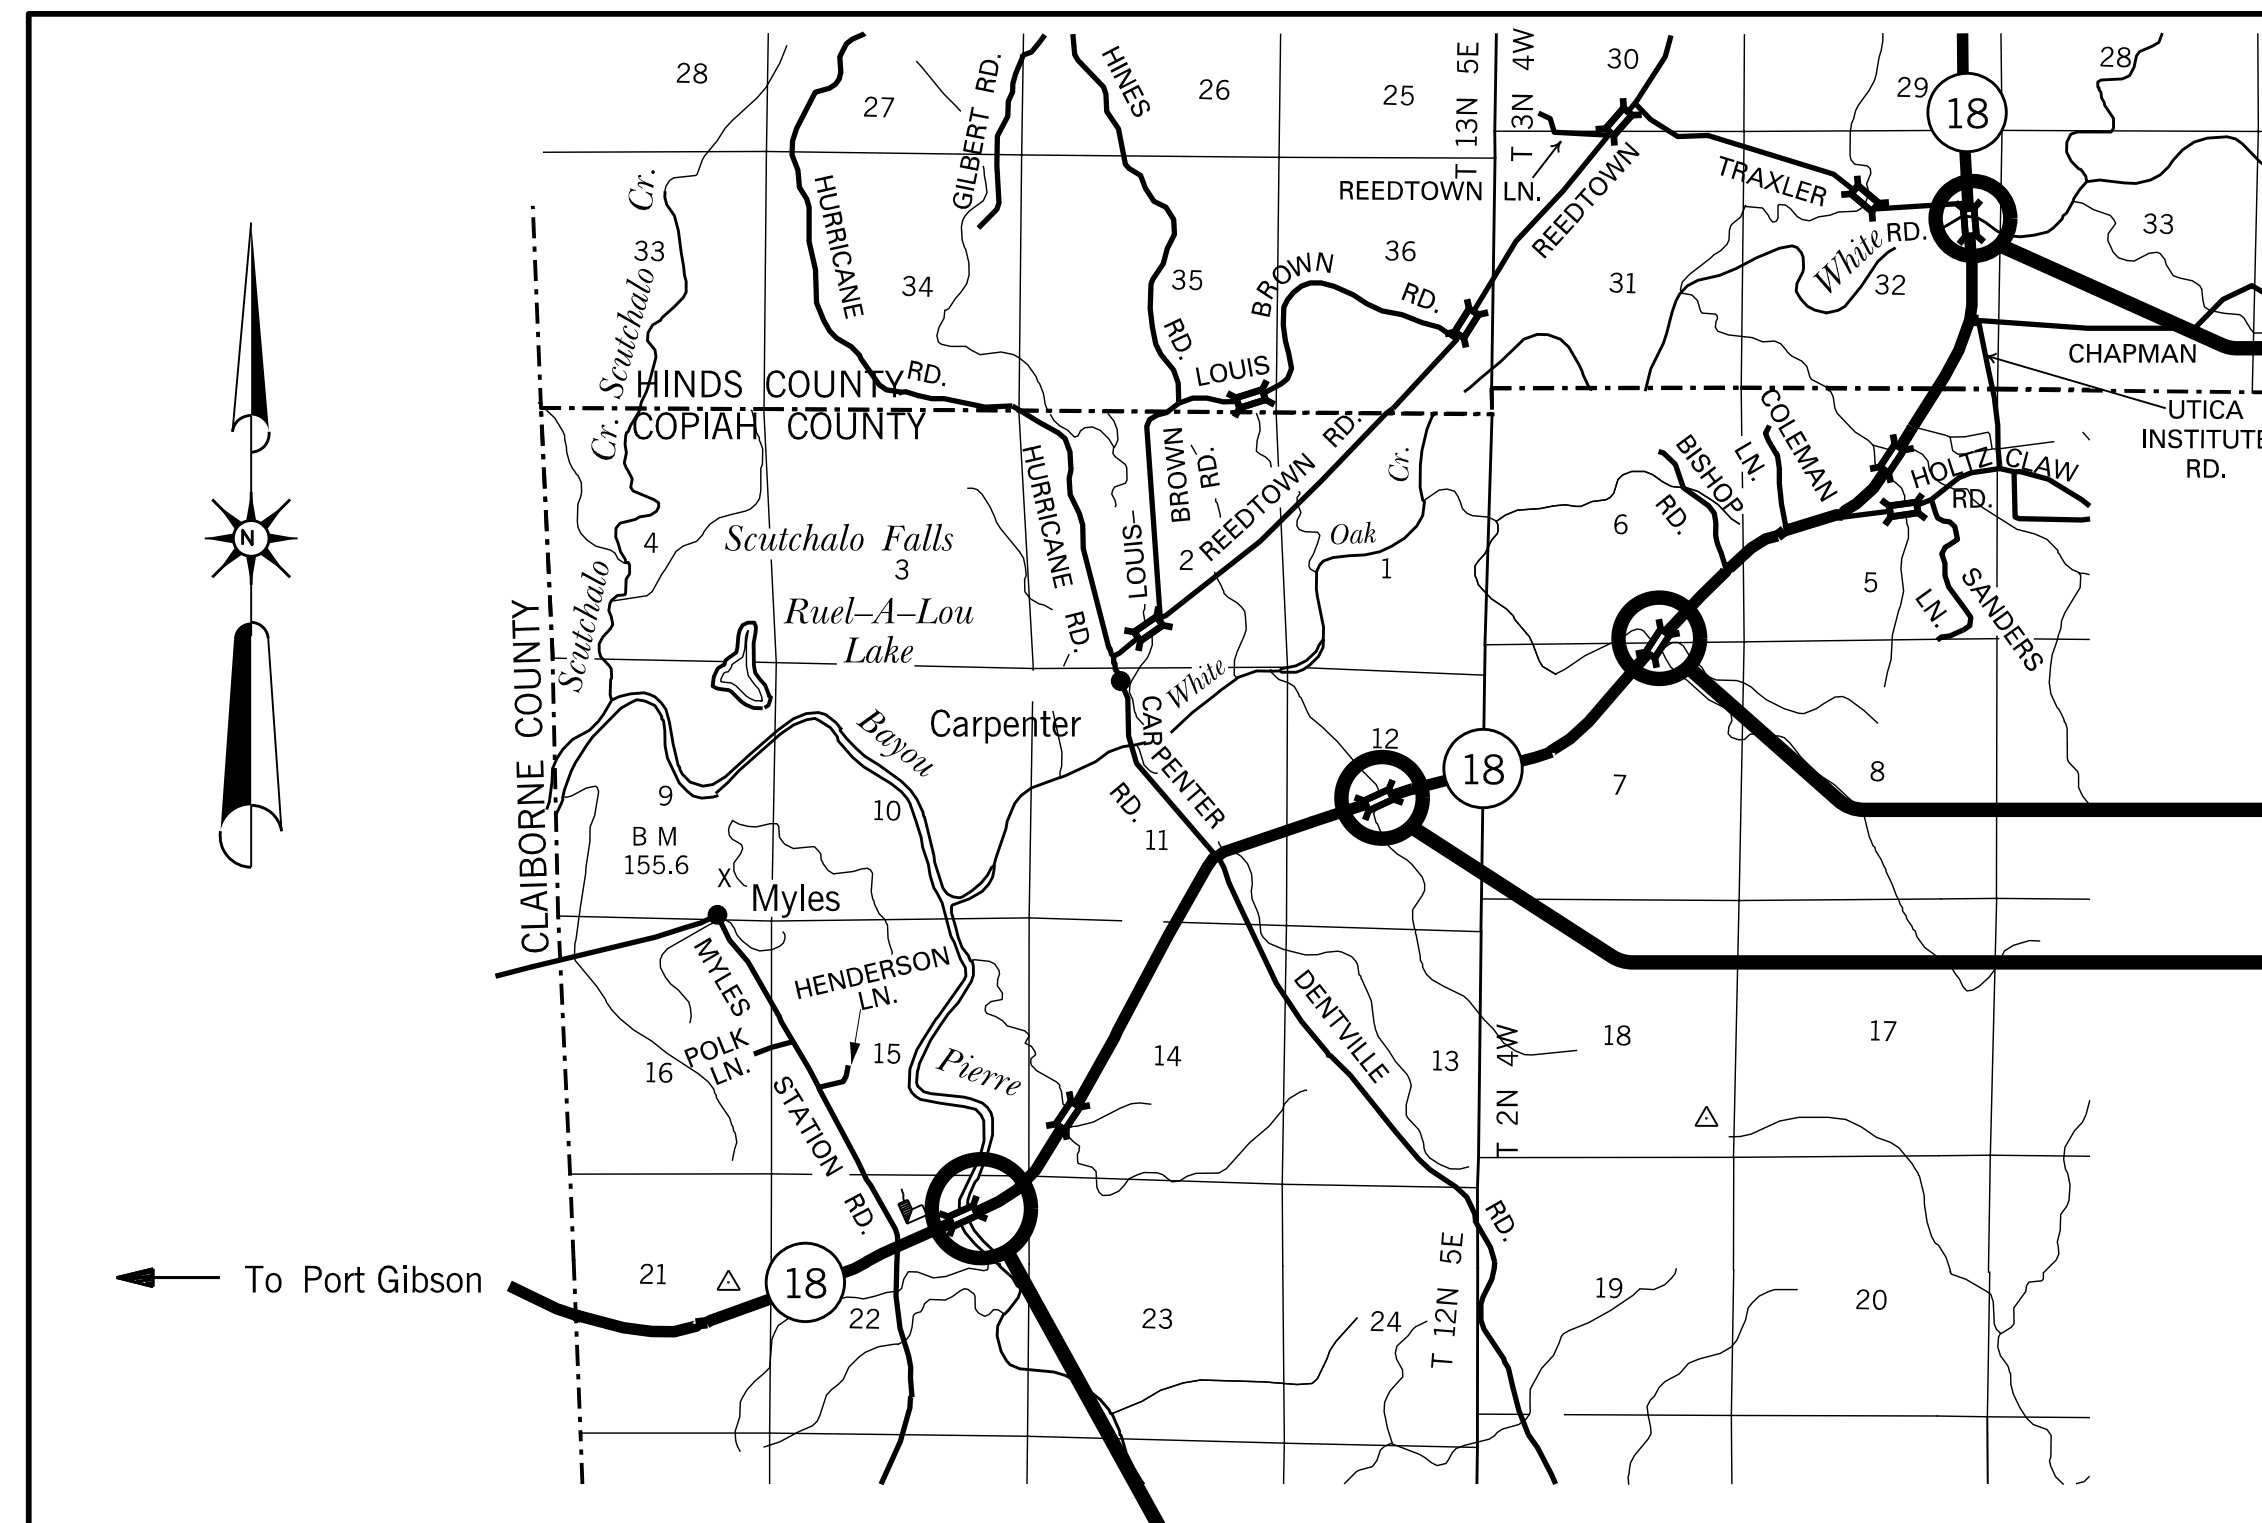 28
27
GILBERT RD.
HINES
26
25
T 13N 5E
T 3N 4W
30
29
18
28
Cr.
33
Scutchalo
HURRICANE
34
35
RD.
BROWN
36
RD.
REEDTOWN LN.
REEDTOWN
TRAXLER
RD.
White
31
32
33
CHAPMAN
RD.
LOUIS
HINDS COUNTY
COPIAH COUNTY
UTICA
INSTITUTE
RD.
Cr.
HURRICANE
RD.
LOUIS-
BROWN
RD.
REEDTOWN
RD.
Cr.
BISHOP
RD.
COLEMAN
LN.
HOLTZ CLAW
RD.
4
Scutchalo Falls
3
2
Oak
1
6
5
SANDERS
LN.
N
Scutchalo
Ruel–A–Lou
Lake
CLAIBORNE COUNTY
Bayou
Carpenter
White
CARPENTER
RD.
12
18
7
8
9
10
11
B M
155.6
X
Myles
MYLES
STATION
RD.
HENDERSON
LN.
POLK
LN.
16
15
Pierre
14
DENTVILLE
RD.
13
T 2N 4W
18
17
To Port Gibson
21
18
22
23
24
T 12N 5E
19
20